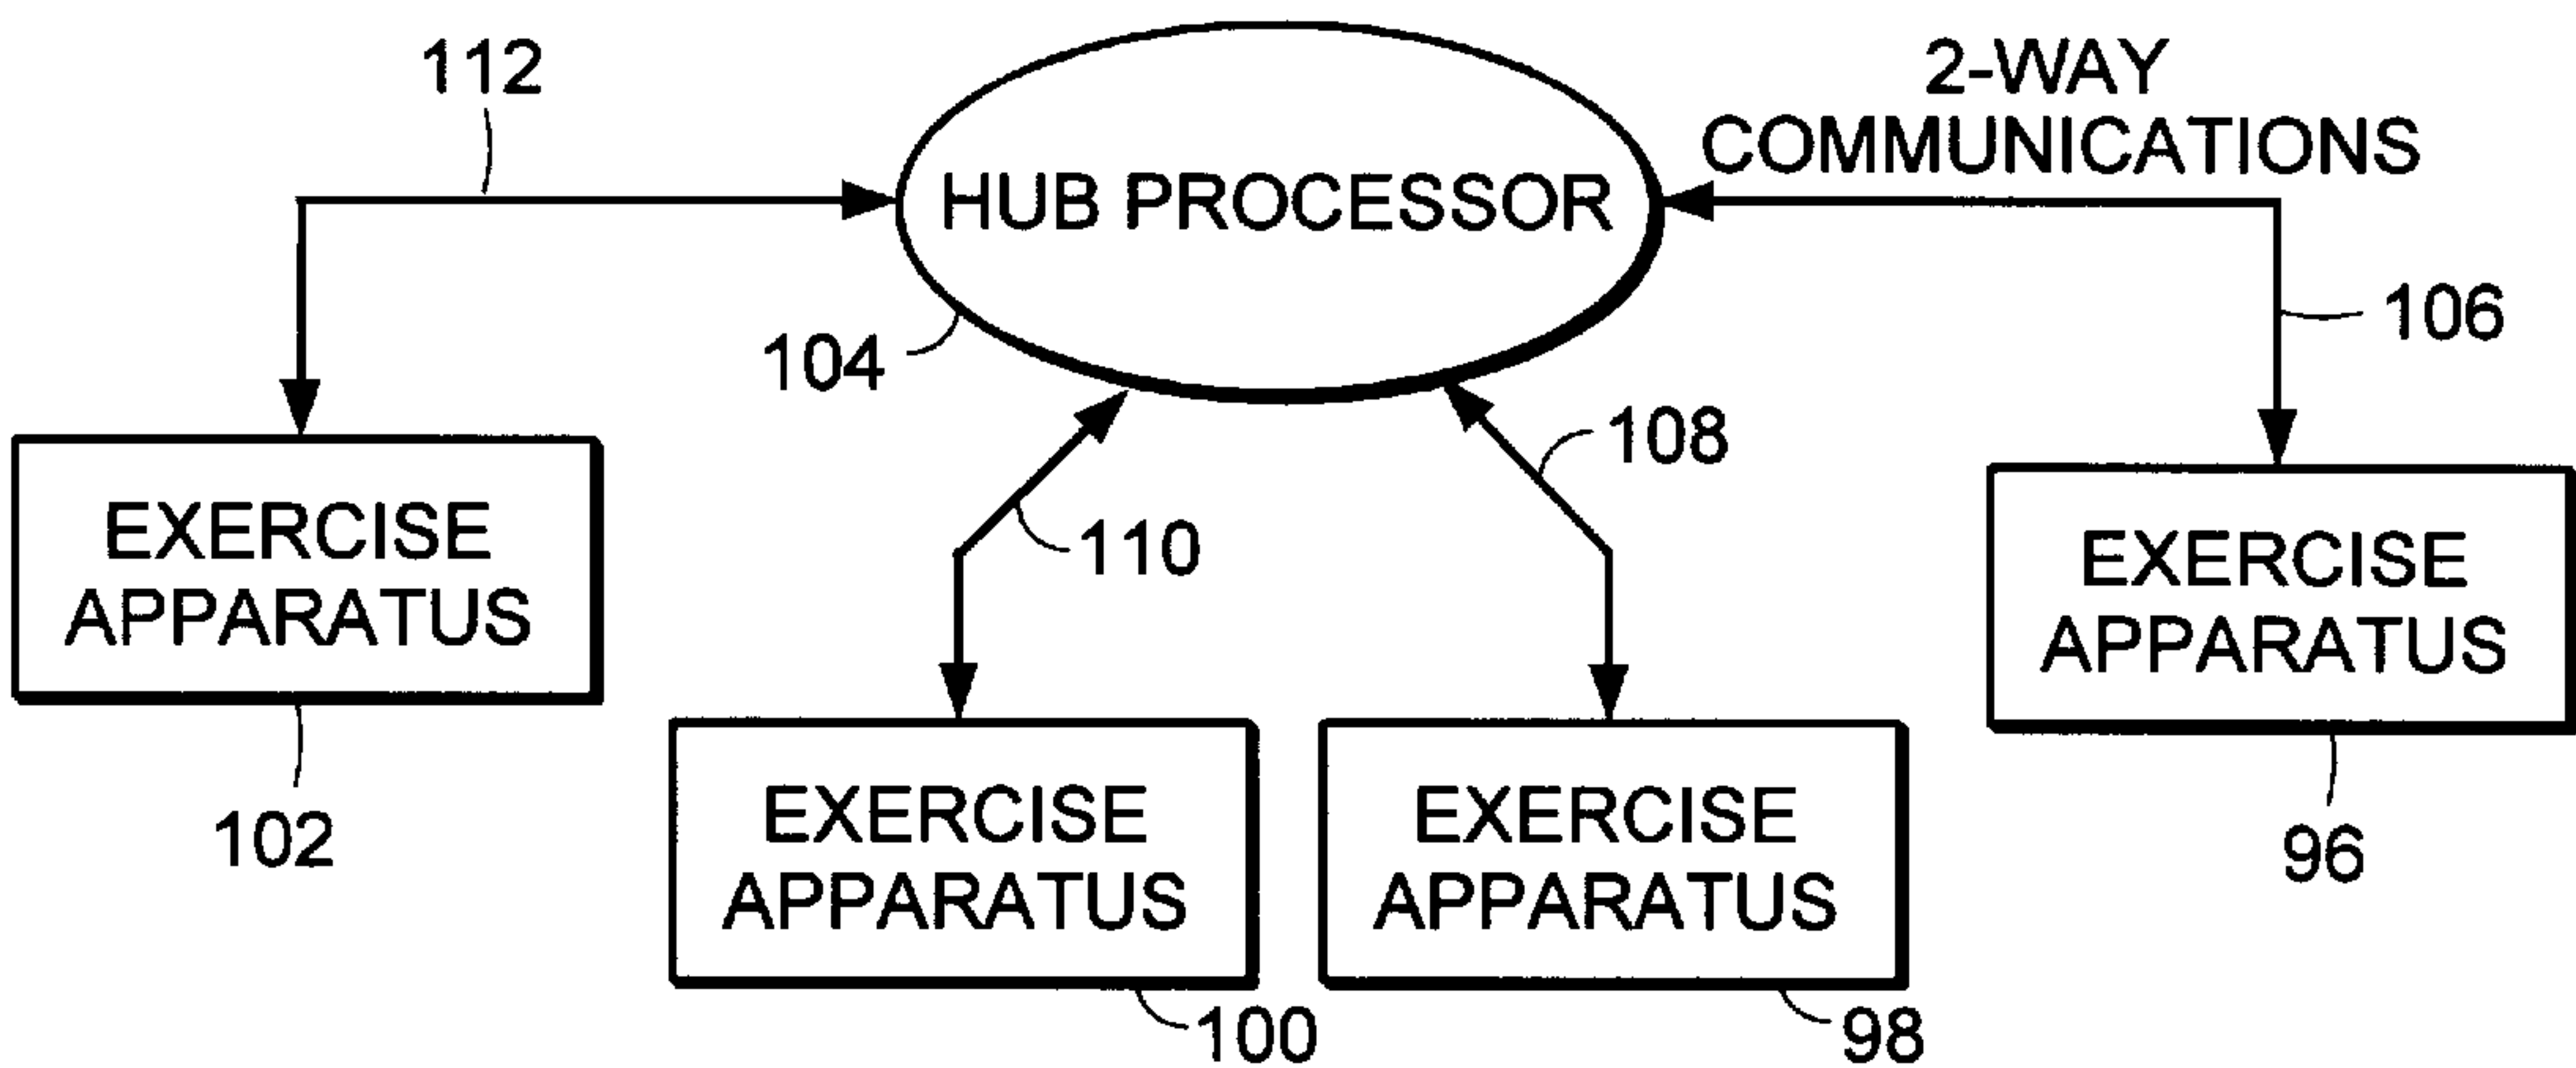 112
2-WAY
COMMUNICATIONS
HUB PROCESSOR
106
104
108
110
EXERCISE
APPARATUS
102
EXERCISE
APPARATUS
100
EXERCISE
APPARATUS
98
EXERCISE
APPARATUS
96